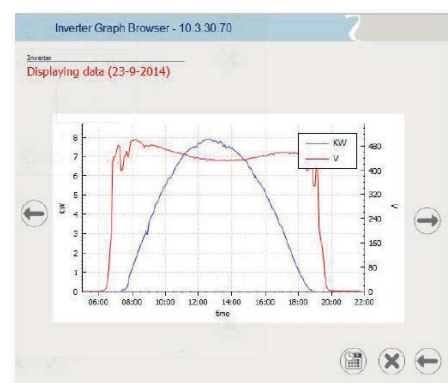 Inverter Graph Browser - 10.3.30.70
Inverter
Displaying data (23-9-2014)
KW
V
8
7
6
5
4
3
2
1
0
KW
480
400
320
240
160
80
0
V
06:00 08:00 10:00 12:00 14:00 16:00 18:00 20:00 22:00
time